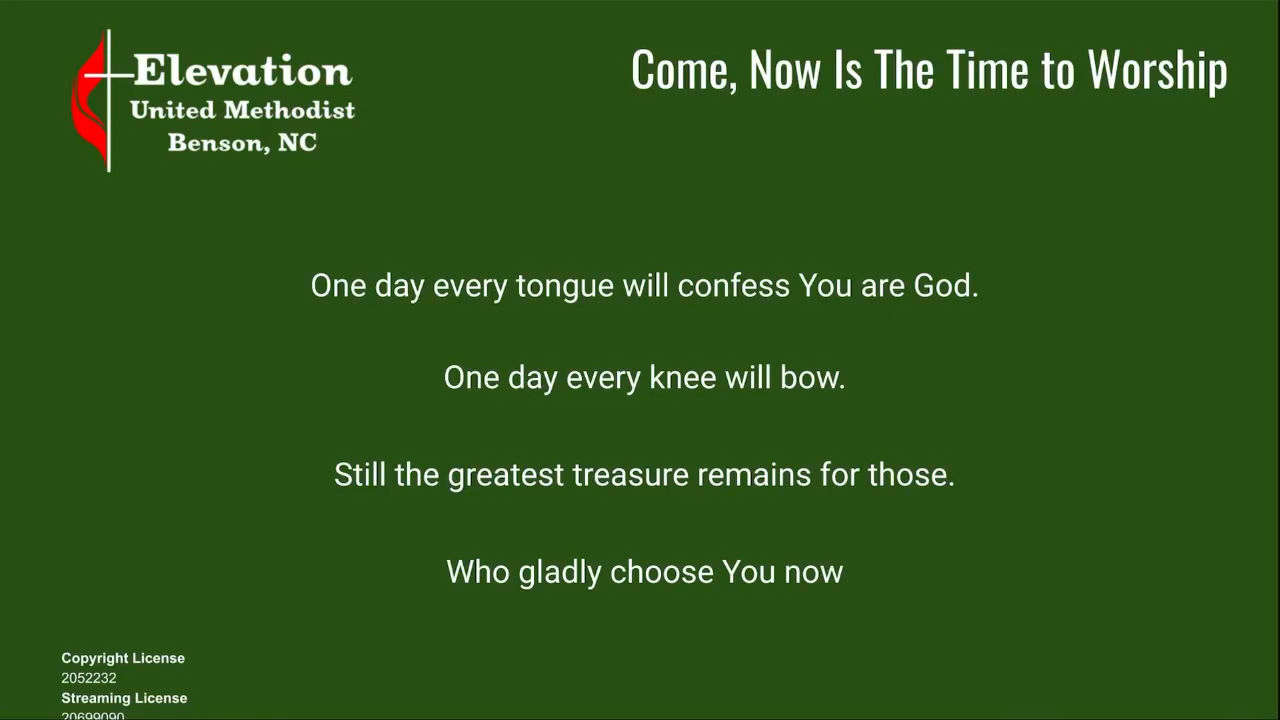 Elevation
United Methodist
Benson, NC
Come, Now Is The Time to Worship
One day every tongue will confess You are God.
One day every knee will bow.
Still the greatest treasure remains for those.
Who gladly choose You now
Copyright License
2052232
Streaming License
20699090